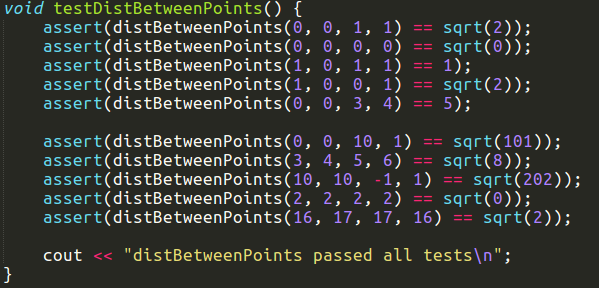 void testDistBetweenPoints() {
    assert(distBetweenPoints(0, 0, 1, 1) == sqrt(2));
    assert(distBetweenPoints(0, 0, 0, 0) == sqrt(0));
    assert(distBetweenPoints(1, 0, 1, 1) == 1);
    assert(distBetweenPoints(1, 0, 0, 1) == sqrt(2));
    assert(distBetweenPoints(0, 0, 3, 4) == 5);

    assert(distBetweenPoints(0, 0, 10, 1) == sqrt(101));
    assert(distBetweenPoints(3, 4, 5, 6) == sqrt(8));
    assert(distBetweenPoints(10, 10, -1, 1) == sqrt(202));
    assert(distBetweenPoints(2, 2, 2, 2) == sqrt(0));
    assert(distBetweenPoints(16, 17, 17, 16) == sqrt(2));

    cout << "distBetweenPoints passed all tests\n";
}